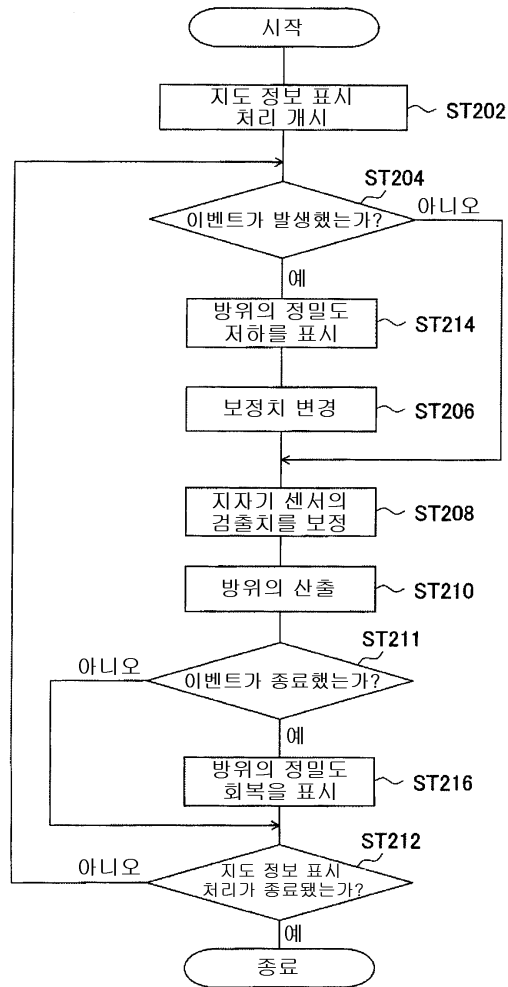 시작
지도 정보 표시
처리 개시
ST202
ST204
이벤트가 발생했는가?
아니오
예
방위의 정밀도
저하를 표시
ST214
보정치 변경
ST206
지자기 센서의
검출치를 보정
ST208
방위의 산출
ST210
ST211
아니오
이벤트가 종료했는가?
예
방위의 정밀도
회복을 표시
ST216
ST212
아니오
지도 정보 표시
처리가 종료됐는가?
예
종료